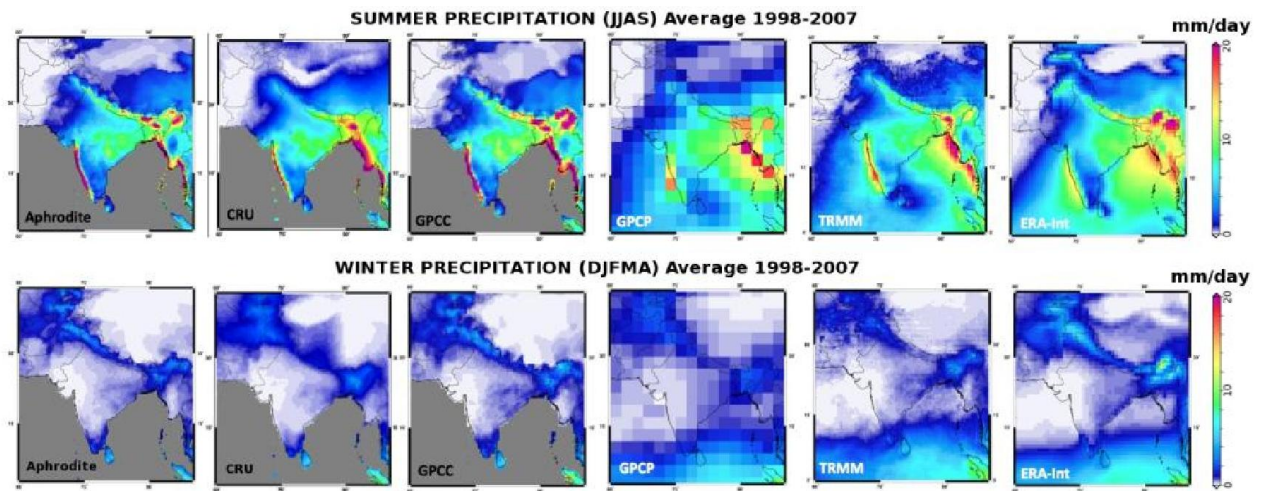 SUMMER PRECIPITATION (JJAS) Average 1998-2007
mm/day
20
10
0
Aphrodite
CRU
GPCC
GPCP
TRMM
ERA-Int
WINTER PRECIPITATION (DJFMA) Average 1998-2007
mm/day
20
10
0
Aphrodite
CRU
GPCC
GPCP
TRMM
ERA-Int